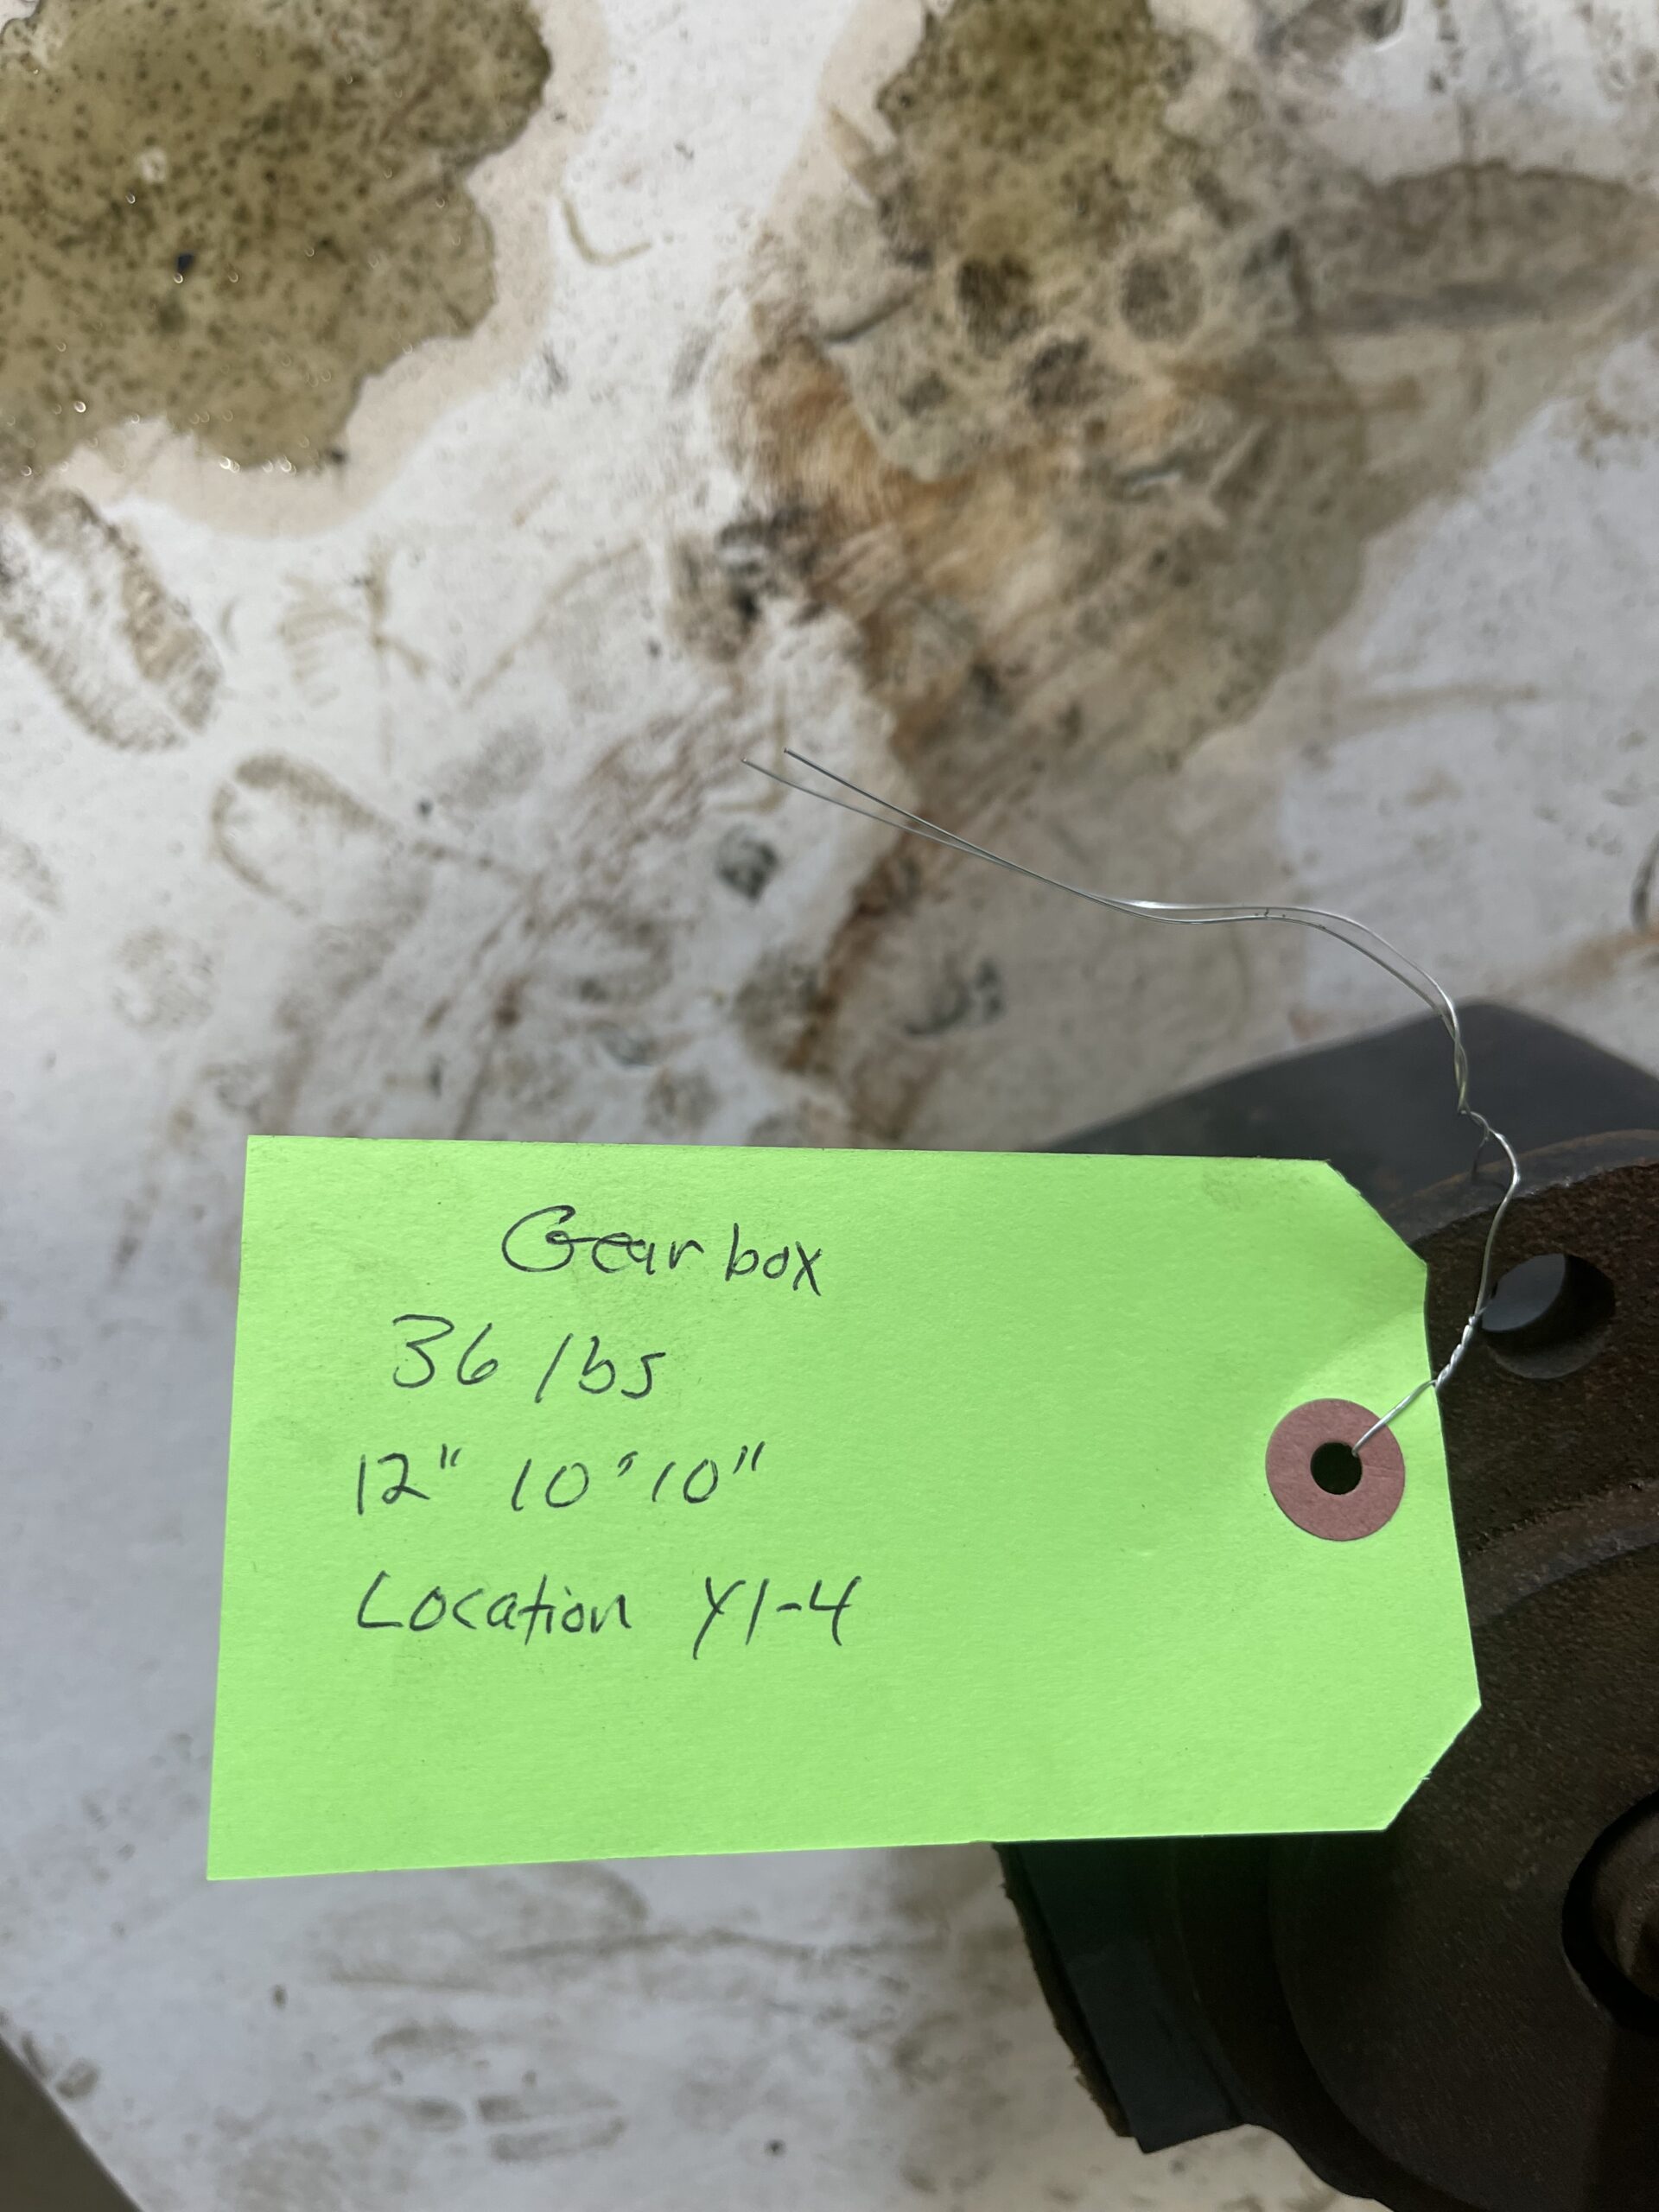 Gear box
36 lbs
12" 10" 10"
Location Y1-4